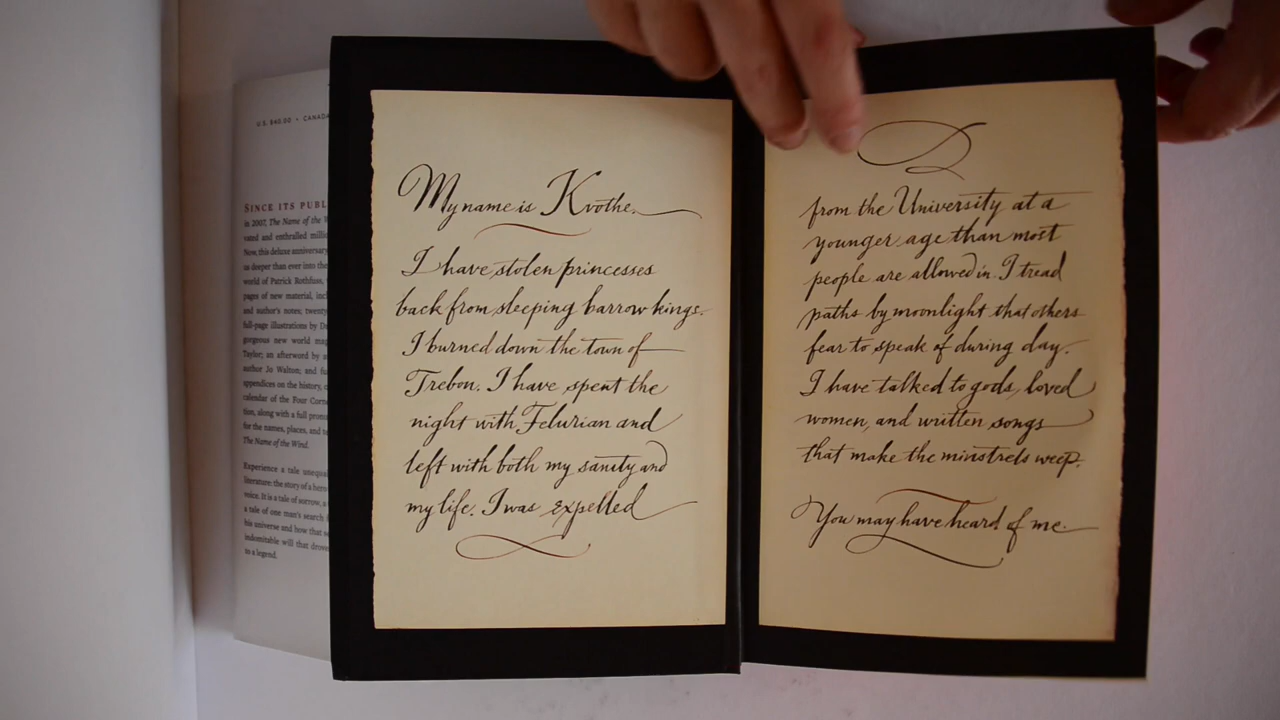 U.S. $40.00 • CANADA
SINCE ITS PUBL
in 2007, The Name of the W
vated and enthralled milli
Now, this deluxe anniversary
us deeper than ever into the
world of Patrick Rothfuss,
pages of new material, incl
and author's notes; twenty
full-page illustrations by Da
gorgeous new world map
Taylor; an afterword by
author Jo Walton; and fu
appendices on the history,
calendar of the Four Corne
tion, along with a full pronu
for the names, places, and
The Name of the Wind.
Experience a tale unequal
literature: the story of a hero
voice. It is a tale of sorrow, a
a tale of one man's search f
his universe and how that se
indomitable will that drove
to a legend.
My name is Kvothe.
I have stolen princesses
back from sleeping barrow kings.
I burned down the town of
Trebon. I have spent the
night with Felurian and
left with both my sanity and
my life. I was expelled
from the University at a
younger age than most
people are allowed in. I tread
paths by moonlight that others
fear to speak of during day.
I have talked to gods, loved
women, and written songs
that make the minstrels weep.
You may have heard of me.